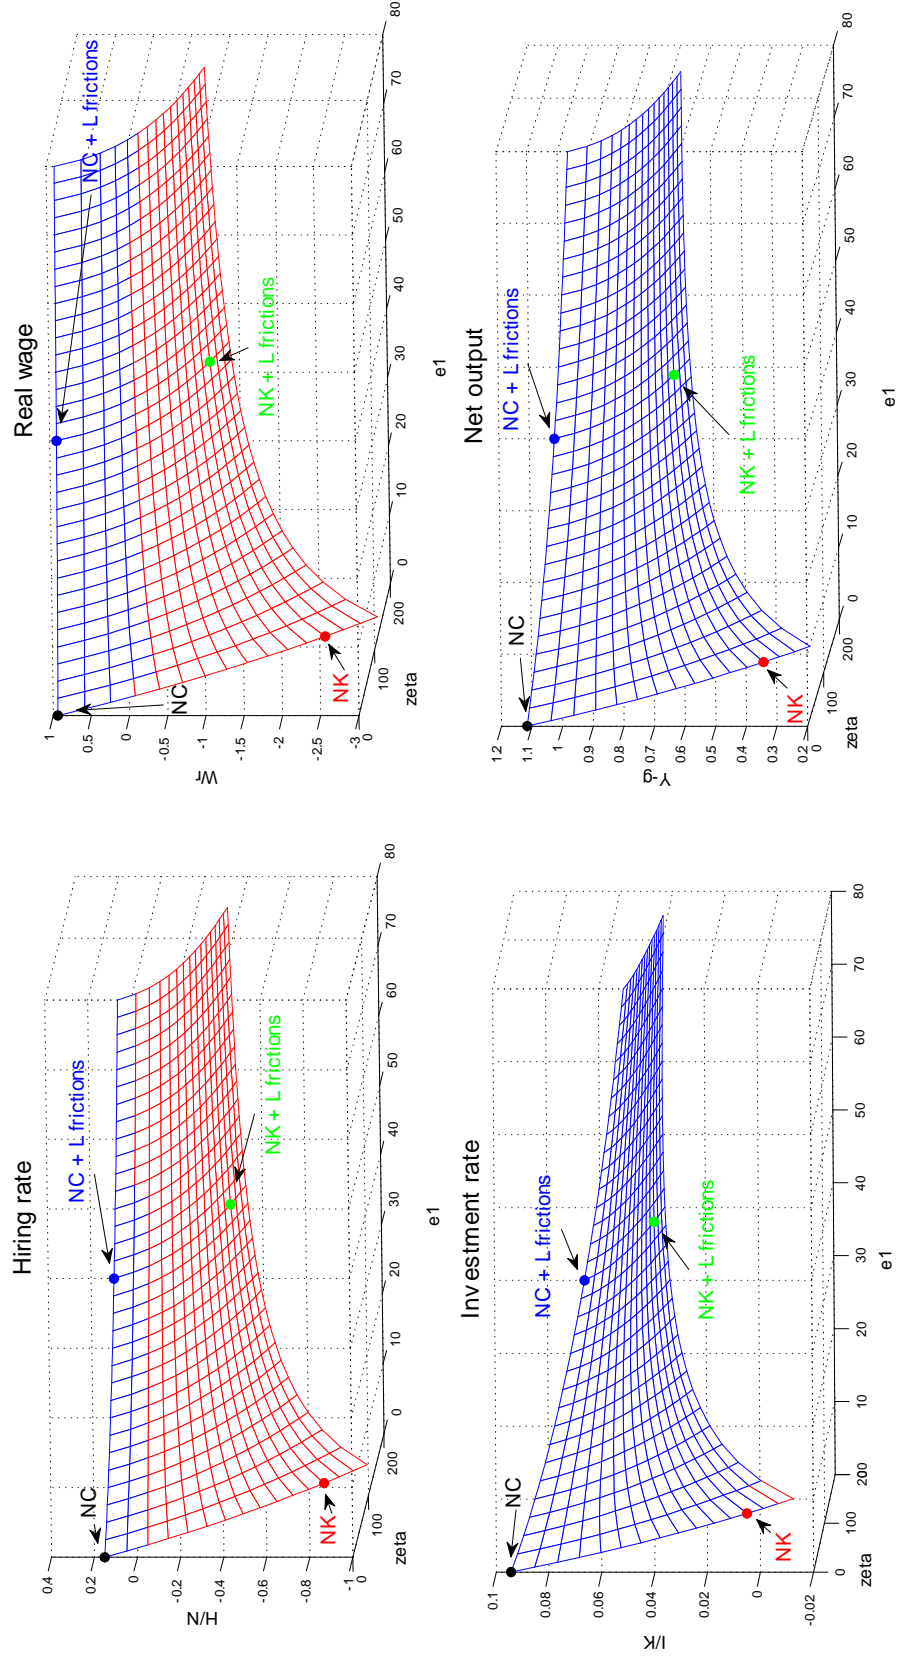 Hiring rate
NC
NC + L frictions
NK
NK + L frictions
H/N
0.4
0.2
0
-0.2
-0.4
-0.6
-0.8
-1
zeta
100
200
0
10
20
30
40
50
60
70
80
e1
Real wage
NC
NC + L frictions
NK
NK + L frictions
Wr
1
0.5
0
-0.5
-1
-1.5
-2
-2.5
-3
0
100
200
zeta
0
10
20
30
40
50
60
70
80
e1
Investment rate
NC
NC + L frictions
NK
NK + L frictions
I/K
0.1
0.08
0.06
0.04
0.02
0
-0.02
0
100
200
zeta
0
10
20
30
40
50
60
70
80
e1
Net output
NC
NC + L frictions
NK
NK + L frictions
Y-g
1.2
1.1
1
0.9
0.8
0.7
0.6
0.5
0.4
0.3
0.2
0
100
200
zeta
0
10
20
30
40
50
60
70
80
e1